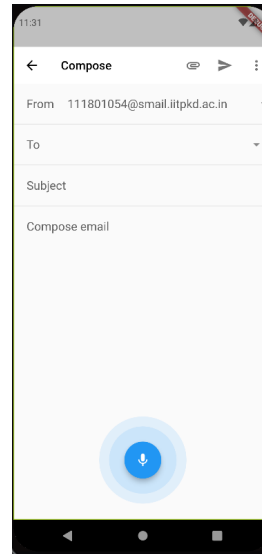 11:31
Compose
From 111801054@smail.iitpkd.ac.in
To
Subject
Compose email